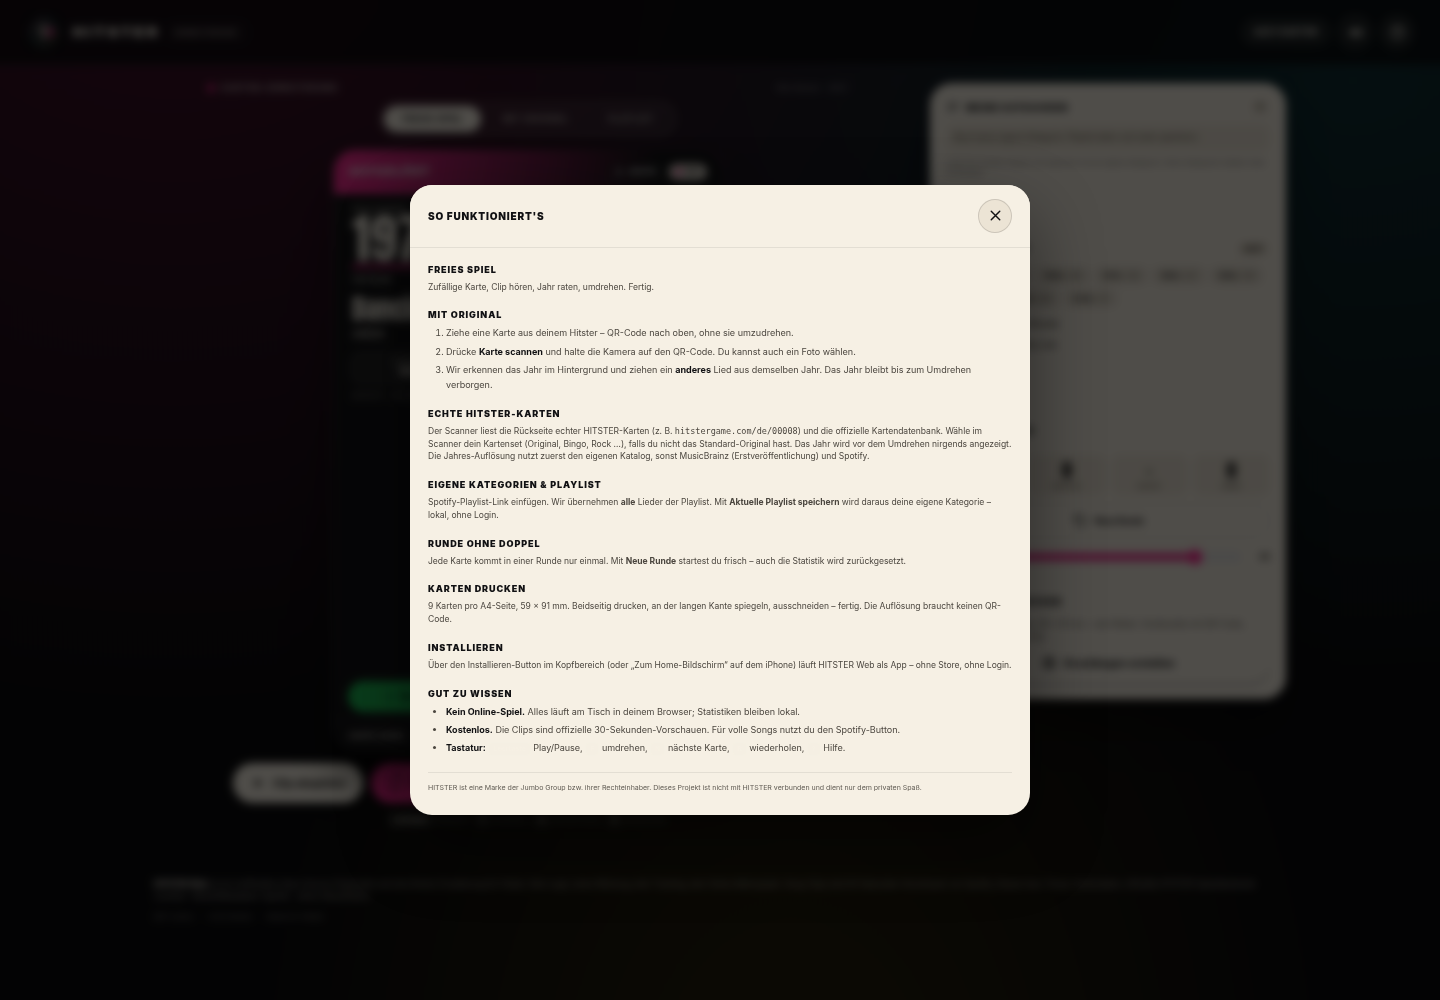 HITSTER
SO FUNKTIONIERT'S
FREIES SPIEL
Zufällige Karte, Clip hören, Jahr raten, umdrehen. Fertig.
MIT ORIGINAL
1. Ziehe eine Karte aus deinem Hitster – QR-Code nach oben, ohne sie umzudrehen.
2. Drücke Karte scannen und halte die Kamera auf den QR-Code. Du kannst auch ein Foto wählen.
3. Wir erkennen das Jahr im Hintergrund und ziehen ein anderes Lied aus demselben Jahr. Das Jahr bleibt bis zum Umdrehen
verborgen.
ECHTE HITSTER-KARTEN
Der Scanner liest die Rückseite echter HITSTER-Karten (z. B. hitstergame.com/de/00008) und die offizielle Kartendatenbank. Wähle im
Scanner dein Kartenset (Original, Bingo, Rock …), falls du nicht das Standard-Original hast. Das Jahr wird vor dem Umdrehen nirgends angezeigt.
Die Jahres-Auflösung nutzt zuerst den eigenen Katalog, sonst MusicBrainz (Erstveröffentlichung) und Spotify.
EIGENE KATEGORIEN & PLAYLIST
Spotify-Playlist-Link einfügen. Wir übernehmen alle Lieder der Playlist. Mit Aktuelle Playlist speichern wird daraus deine eigene Kategorie –
lokal, ohne Login.
RUNDE OHNE DOPPEL
Jede Karte kommt in einer Runde nur einmal. Mit Neue Runde startest du frisch – auch die Statistik wird zurückgesetzt.
KARTEN DRUCKEN
9 Karten pro A4-Seite, 59 × 91 mm. Beidseitig drucken, an der langen Kante spiegeln, ausschneiden – fertig. Die Auflösung braucht keinen QR-
Code.
INSTALLIEREN
Über den Installieren-Button im Kopfbereich (oder „Zum Home-Bildschirm“ auf dem iPhone) läuft HITSTER Web als App – ohne Store, ohne Login.
GUT ZU WISSEN
• Kein Online-Spiel. Alles läuft am Tisch in deinem Browser; Statistiken bleiben lokal.
• Kostenlos. Die Clips sind offizielle 30-Sekunden-Vorschauen. Für volle Songs nutzt du den Spotify-Button.
• Tastatur: Play/Pause, umdrehen, nächste Karte, wiederholen, Hilfe.
HITSTER ist eine Marke der Jumbo Group bzw. ihrer Rechteinhaber. Dieses Projekt ist nicht mit HITSTER verbunden und dient nur dem privaten Spaß.